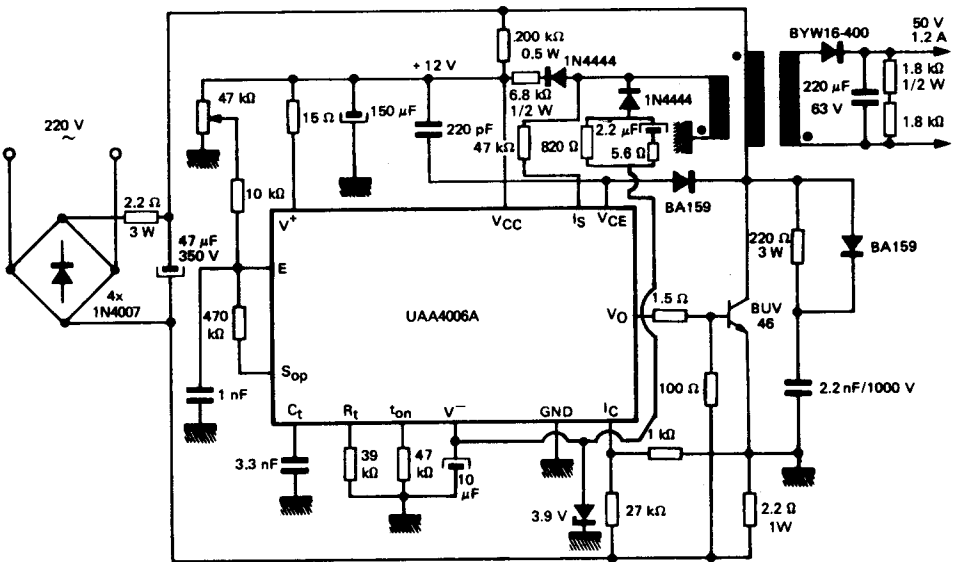 50 V
1.2 A
BYW16-400
200 kΩ
0.5 W
1N4444
+ 12 V
6.8 kΩ
1/2 W
1N4444
220 μF
63 V
1.8 kΩ
1/2 W
1.8 kΩ
47 kΩ
15 Ω
150 μF
220 pF
47 kΩ
820 Ω
2.2 μF
5.6 Ω
220 V
~
10 kΩ
BA159
2.2 Ω
3 W
V+
VCC
IS
VCE
220 Ω
3 W
BA159
47 μF
350 V
4x
1N4007
E
470
kΩ
UAA4006A
VO
1.5 Ω
BUV
46
Sop
1 nF
100
Ω
2.2 nF/1000 V
Ct
Rt
ton
V−
GND
IC
1 kΩ
3.3 nF
39
kΩ
47
kΩ
10
μF
3.9 V
27 kΩ
2.2 Ω
1W